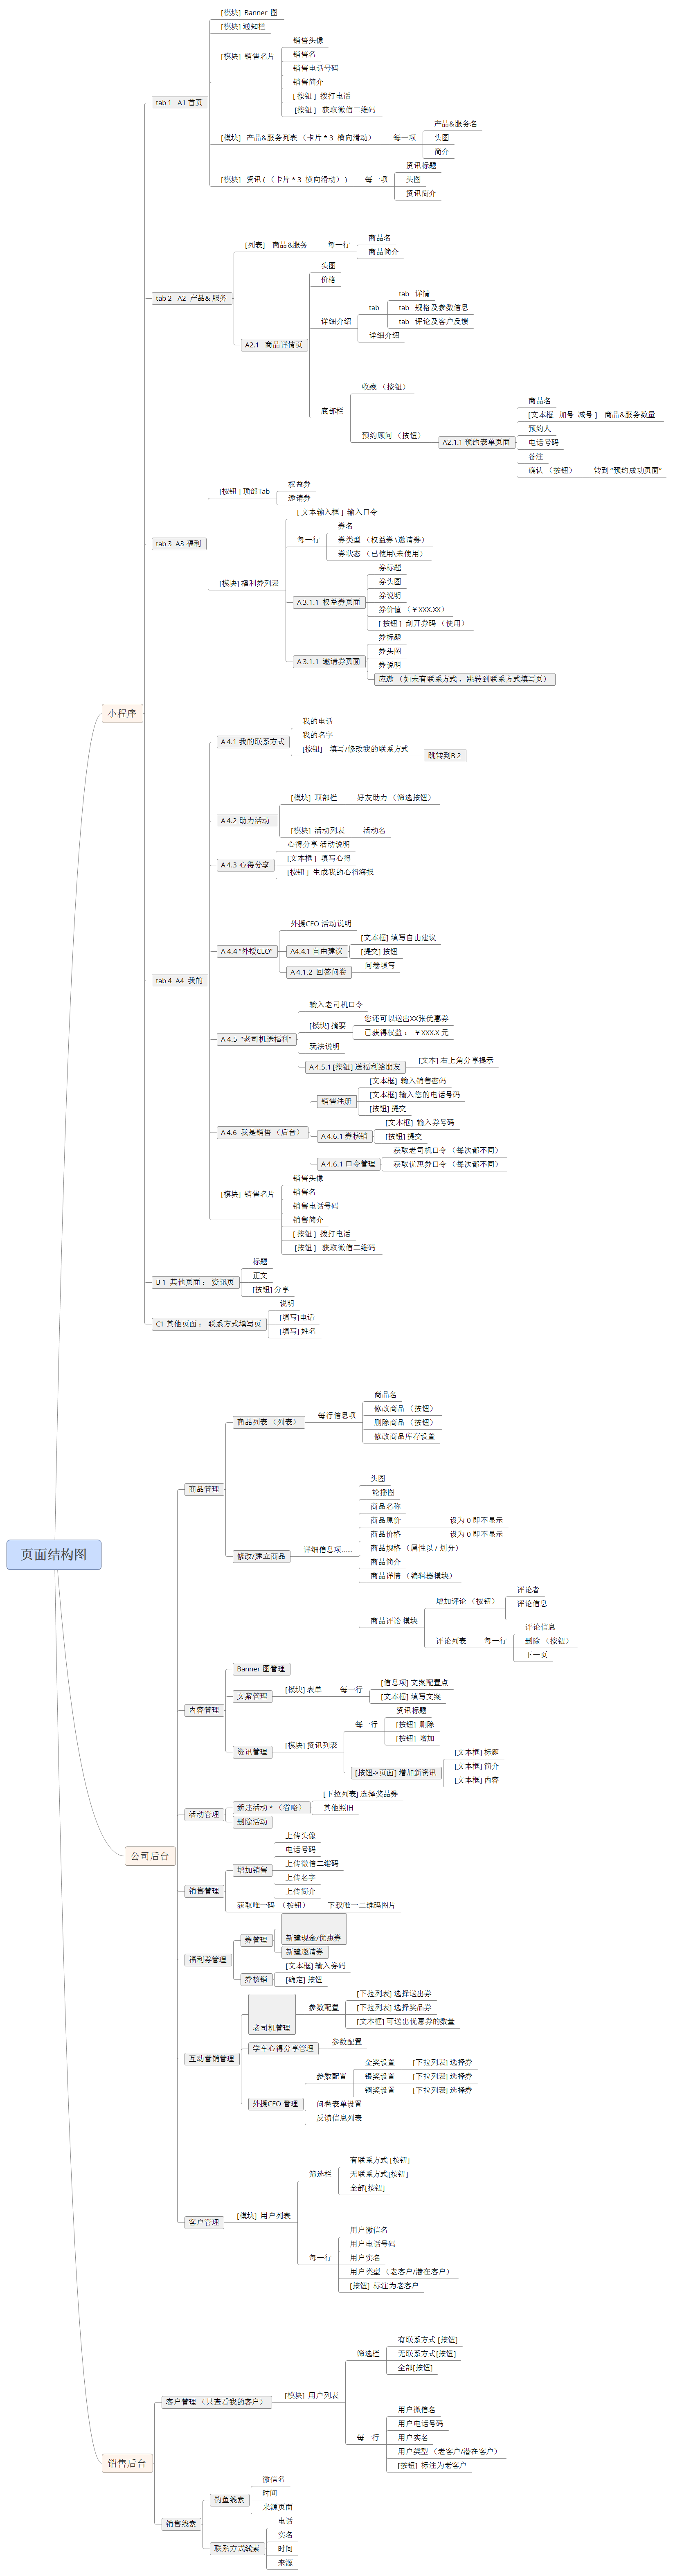 页面结构图
小程序
tab 1 A1 首页
[模块] Banner 图
[模块] 通知栏
[模块] 销售名片
销售头像
销售名
销售电话号码
销售简介
[ 按钮 ] 拨打电话
[按钮 ] 获取微信二维码
[模块] 产品&服务列表 （卡片 * 3 横向滑动）
每一项
产品&服务名
头图
简介
[模块] 资讯 ( （卡片 * 3 横向滑动） )
每一项
资讯标题
头图
资讯简介
tab 2 A2 产品& 服务
[列表] 商品&服务
每一行
商品名
商品简介
A2.1 商品详情页
头图
价格
详细介绍
tab
tab 详情
tab 规格及参数信息
tab 评论及客户反馈
详细介绍
底部栏
收藏 （按钮）
预约顾问 （按钮）
A2.1.1 预约表单页面
商品名
[文本框 加号 减号 ] 商品&服务数量
预约人
电话号码
备注
确认 （按钮）
转到 “预约成功页面”
tab 3 A3 福利
[按钮 ] 顶部Tab
权益券
邀请券
[模块] 福利券列表
[ 文本输入框 ] 输入口令
每一行
券名
券类型 （权益券 \邀请券）
券状态 （已使用\未使用）
A 3.1.1 权益券页面
券标题
券头图
券说明
券价值 （￥XXX.XX）
[ 按钮 ] 刮开券码 （使用）
A 3.1.1 邀请券页面
券标题
券头图
券说明
应邀 （如未有联系方式 ，跳转到联系方式填写页）
tab 4 A4 我的
A 4.1 我的联系方式
我的电话
我的名字
[按钮] 填写/修改我的联系方式
跳转到B 2
A 4.2 助力活动
[模块] 顶部栏
好友助力 （筛选按钮）
[模块] 活动列表
活动名
A 4.3 心得分享
心得分享 活动说明
[文本框 ] 填写心得
[按钮 ] 生成我的心得海报
A 4.4 “外援CEO”
外援CEO 活动说明
A4.4.1 自由建议
[文本框] 填写自由建议
[提交] 按钮
A 4.1.2 回答问卷
问卷填写
A 4.5 “老司机送福利”
输入老司机口令
[模块] 摘要
您还可以送出XX张优惠券
已获得权益： ￥XXX.X 元
玩法说明
A 4.5.1 [按钮] 送福利给朋友
[文本] 右上角分享提示
A 4.6 我是销售 （后台）
销售注册
[文本框] 输入销售密码
[文本框] 输入您的电话号码
[按钮] 提交
A 4.6.1 券核销
[文本框] 输入券号码
[按钮] 提交
A 4.6.1 口令管理
获取老司机口令 （每次都不同）
获取优惠券口令 （每次都不同）
[模块] 销售名片
销售头像
销售名
销售电话号码
销售简介
[ 按钮 ] 拨打电话
[按钮 ] 获取微信二维码
B 1 其他页面 ： 资讯页
标题
正文
[按钮] 分享
C1 其他页面 ： 联系方式填写页
说明
[填写]电话
[填写] 姓名
公司后台
商品管理
商品列表 （列表）
每行信息项
商品名
修改商品 （按钮）
删除商品 （按钮）
修改商品库存设置
修改/建立商品
详细信息项......
头图
轮播图
商品名称
商品原价 —————— 设为 0 即不显示
商品价格 —————— 设为 0 即不显示
商品规格 （属性以 / 划分）
商品简介
商品详情 （编辑器模块）
商品评论 模块
增加评论 （按钮）
评论者
评论信息
评论列表
每一行
评论信息
删除 （按钮）
下一页
内容管理
Banner 图管理
文案管理
[模块] 表单
每一行
[信息项] 文案配置点
[文本框] 填写文案
资讯管理
[模块] 资讯列表
每一行
资讯标题
[按钮] 删除
[按钮] 增加
[按钮->页面] 增加新资讯
[文本框] 标题
[文本框] 简介
[文本框] 内容
活动管理
新建活动 * （省略）
[下拉列表] 选择奖品券
其他照旧
删除活动
销售管理
增加销售
上传头像
电话号码
上传微信二维码
上传名字
上传简介
获取唯一码 （按钮）
下载唯一二维码图片
福利券管理
券管理
新建现金/优惠券
新建邀请券
券核销
[文本框] 输入券码
[确定] 按钮
互动营销管理
老司机管理
参数配置
[下拉列表] 选择送出券
[下拉列表] 选择奖品券
[文本框] 可送出优惠券的数量
学车心得分享管理
参数配置
外援CEO 管理
参数配置
金奖设置
[下拉列表] 选择券
银奖设置
[下拉列表] 选择券
铜奖设置
[下拉列表] 选择券
问卷表单设置
反馈信息列表
客户管理
[模块] 用户列表
筛选栏
有联系方式 [按钮]
无联系方式[按钮]
全部[按钮]
每一行
用户微信名
用户电话号码
用户实名
用户类型 （老客户/潜在客户）
[按钮] 标注为老客户
销售后台
客户管理 （只查看我的客户）
[模块] 用户列表
筛选栏
有联系方式 [按钮]
无联系方式[按钮]
全部[按钮]
每一行
用户微信名
用户电话号码
用户实名
用户类型 （老客户/潜在客户）
[按钮] 标注为老客户
销售线索
钓鱼线索
微信名
时间
来源页面
联系方式线索
电话
实名
时间
来源